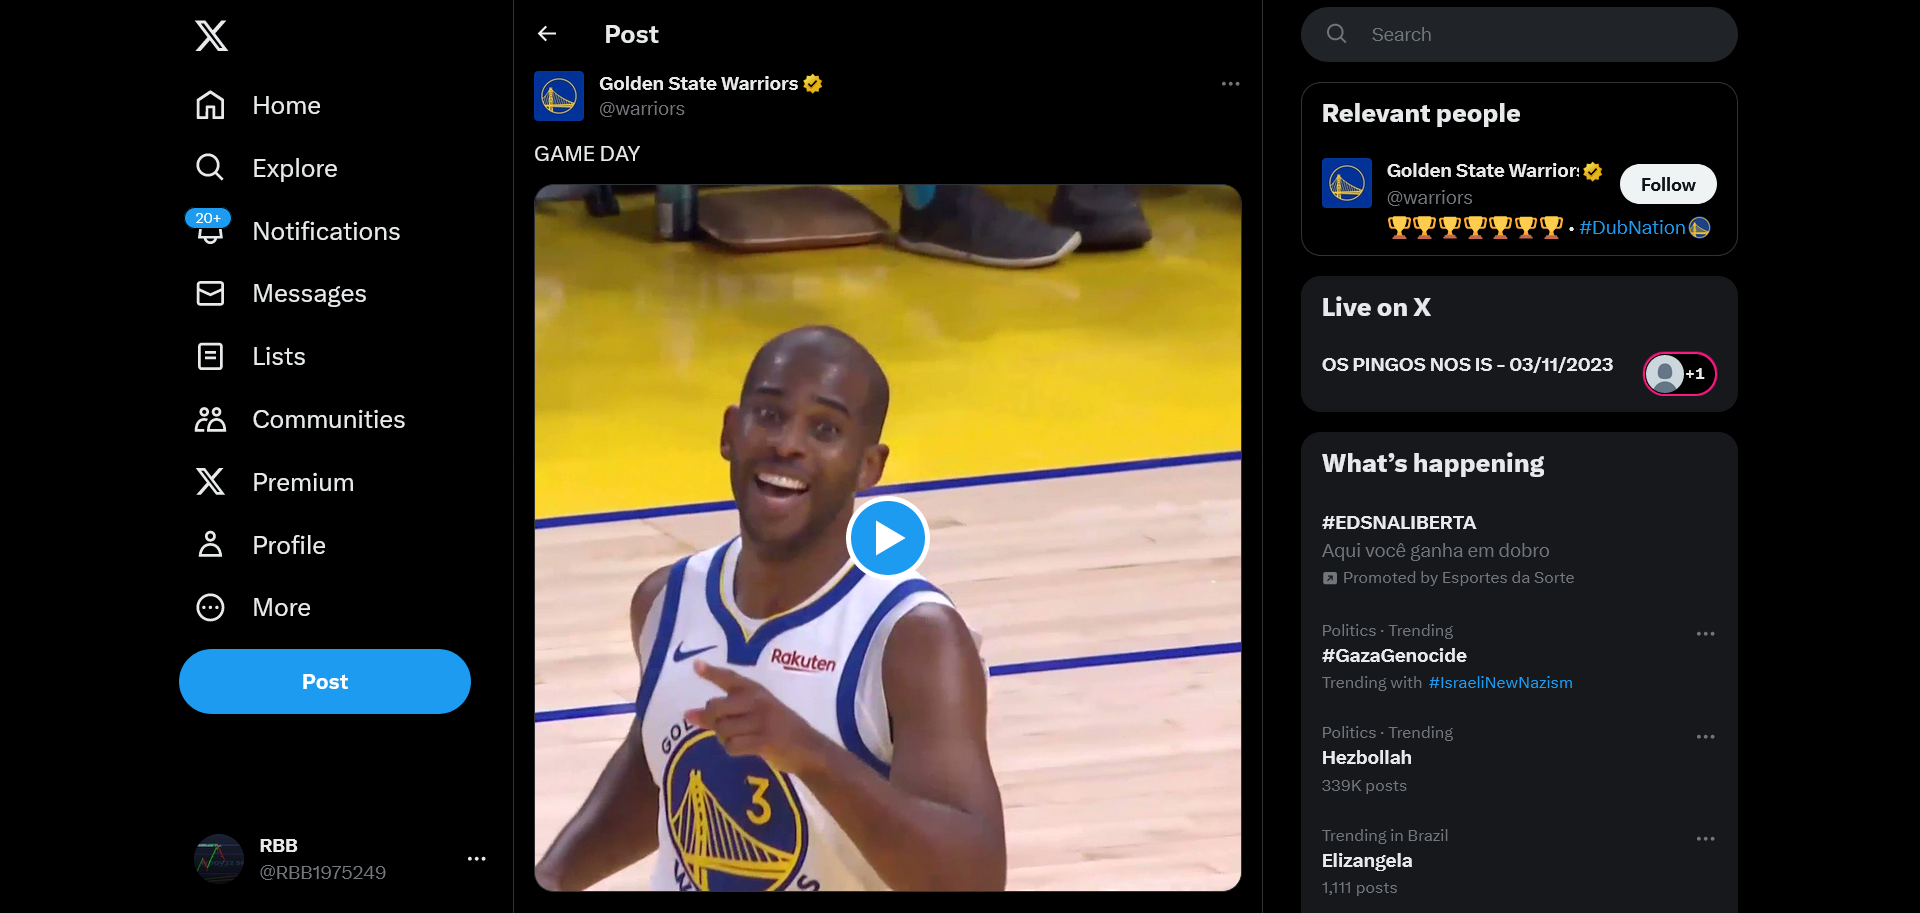 Home
Explore
20+
Notifications
Messages
Lists
Communities
Premium
Profile
More
Post
RBB
@RBB1975249
Post
Golden State Warriors
@warriors
GAME DAY
Rakuten
GOL
3
Search
Relevant people
Golden State Warriors
@warriors
Follow
• #DubNation
Live on X
OS PINGOS NOS IS - 03/11/2023
+1
What’s happening
#EDSNALIBERTA
Aqui você ganha em dobro
Promoted by Esportes da Sorte
Politics · Trending
#GazaGenocide
Trending with #IsraeliNewNazism
Politics · Trending
Hezbollah
339K posts
Trending in Brazil
Elizangela
1,111 posts